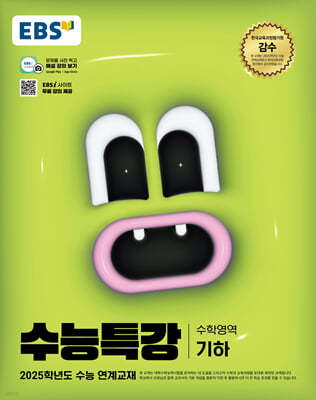 EBS
문제를 사진 찍고
해설 강의 보기
Google Play | App Store
EBSi 사이트
무료 강의 제공
한국교육과정평가원
감수
수능특강
수학영역
기하
2025학년도 수능 연계교재